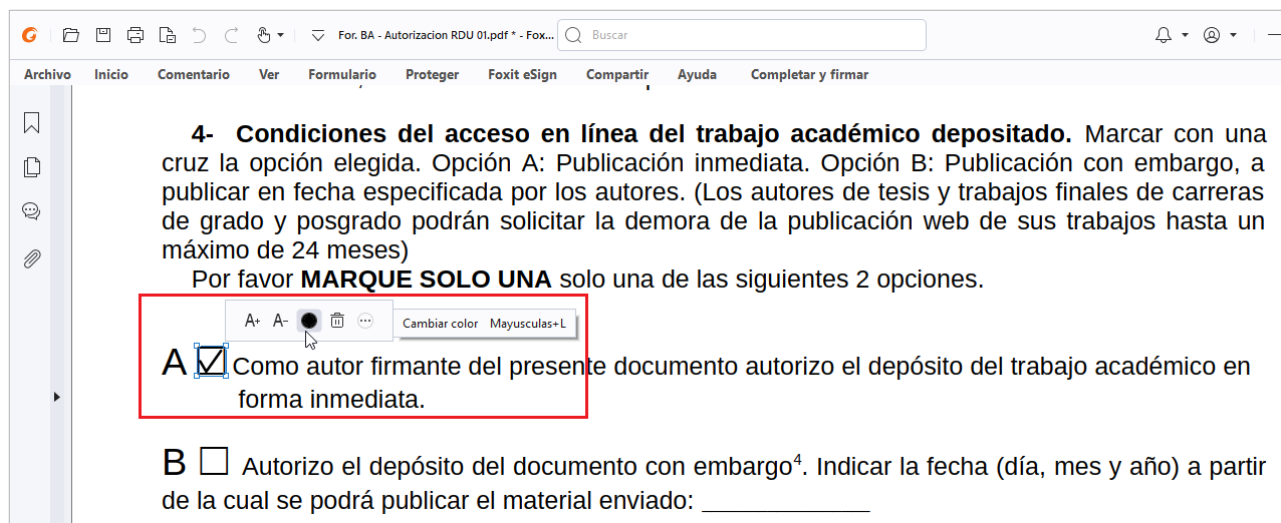 For. BA - Autorizacion RDU 01.pdf * - Fox... Buscar
Archivo Inicio Comentario Ver Formulario Proteger Foxit eSign Compartir Ayuda Completar y firmar
4- Condiciones del acceso en línea del trabajo académico depositado. Marcar con una
cruz la opción elegida. Opción A: Publicación inmediata. Opción B: Publicación con embargo, a
publicar en fecha especificada por los autores. (Los autores de tesis y trabajos finales de carreras
de grado y posgrado podrán solicitar la demora de la publicación web de sus trabajos hasta un
máximo de 24 meses)
Por favor MARQUE SOLO UNA solo una de las siguientes 2 opciones.
A+ A- Cambiar color Mayusculas+L
A Como autor firmante del presente documento autorizo el depósito del trabajo académico en
forma inmediata.
B Autorizo el depósito del documento con embargo4. Indicar la fecha (día, mes y año) a partir
de la cual se podrá publicar el material enviado: ____________